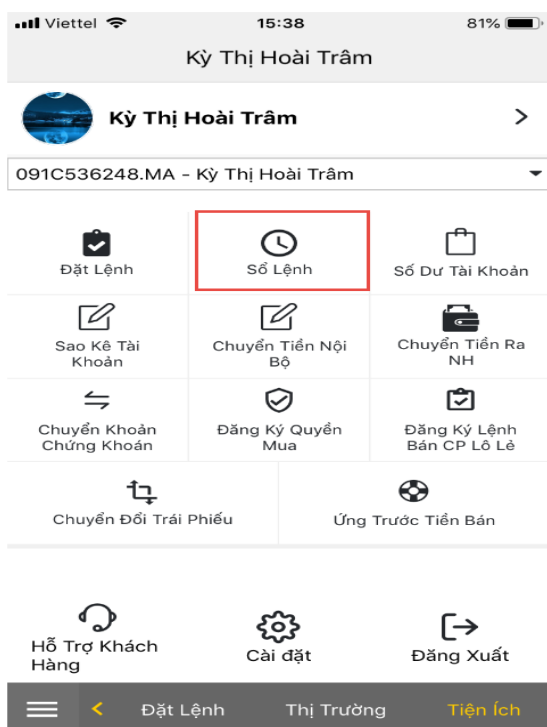 Viettel 15:38 81%
Kỳ Thị Hoài Trâm
Kỳ Thị Hoài Trâm
091C536248.MA - Kỳ Thị Hoài Trâm
Đặt Lệnh
Sổ Lệnh
Số Dư Tài Khoản
Sao Kê Tài
Khoản
Chuyển Tiền Nội
Bộ
Chuyển Tiền Ra
NH
Chuyển Khoản
Chứng Khoán
Đăng Ký Quyền
Mua
Đăng Ký Lệnh
Bán CP Lô Lẻ
Chuyển Đổi Trái Phiếu
Ứng Trước Tiền Bán
Hỗ Trợ Khách
Hàng
Cài đặt
Đăng Xuất
Đặt Lệnh Thị Trường Tiện Ích